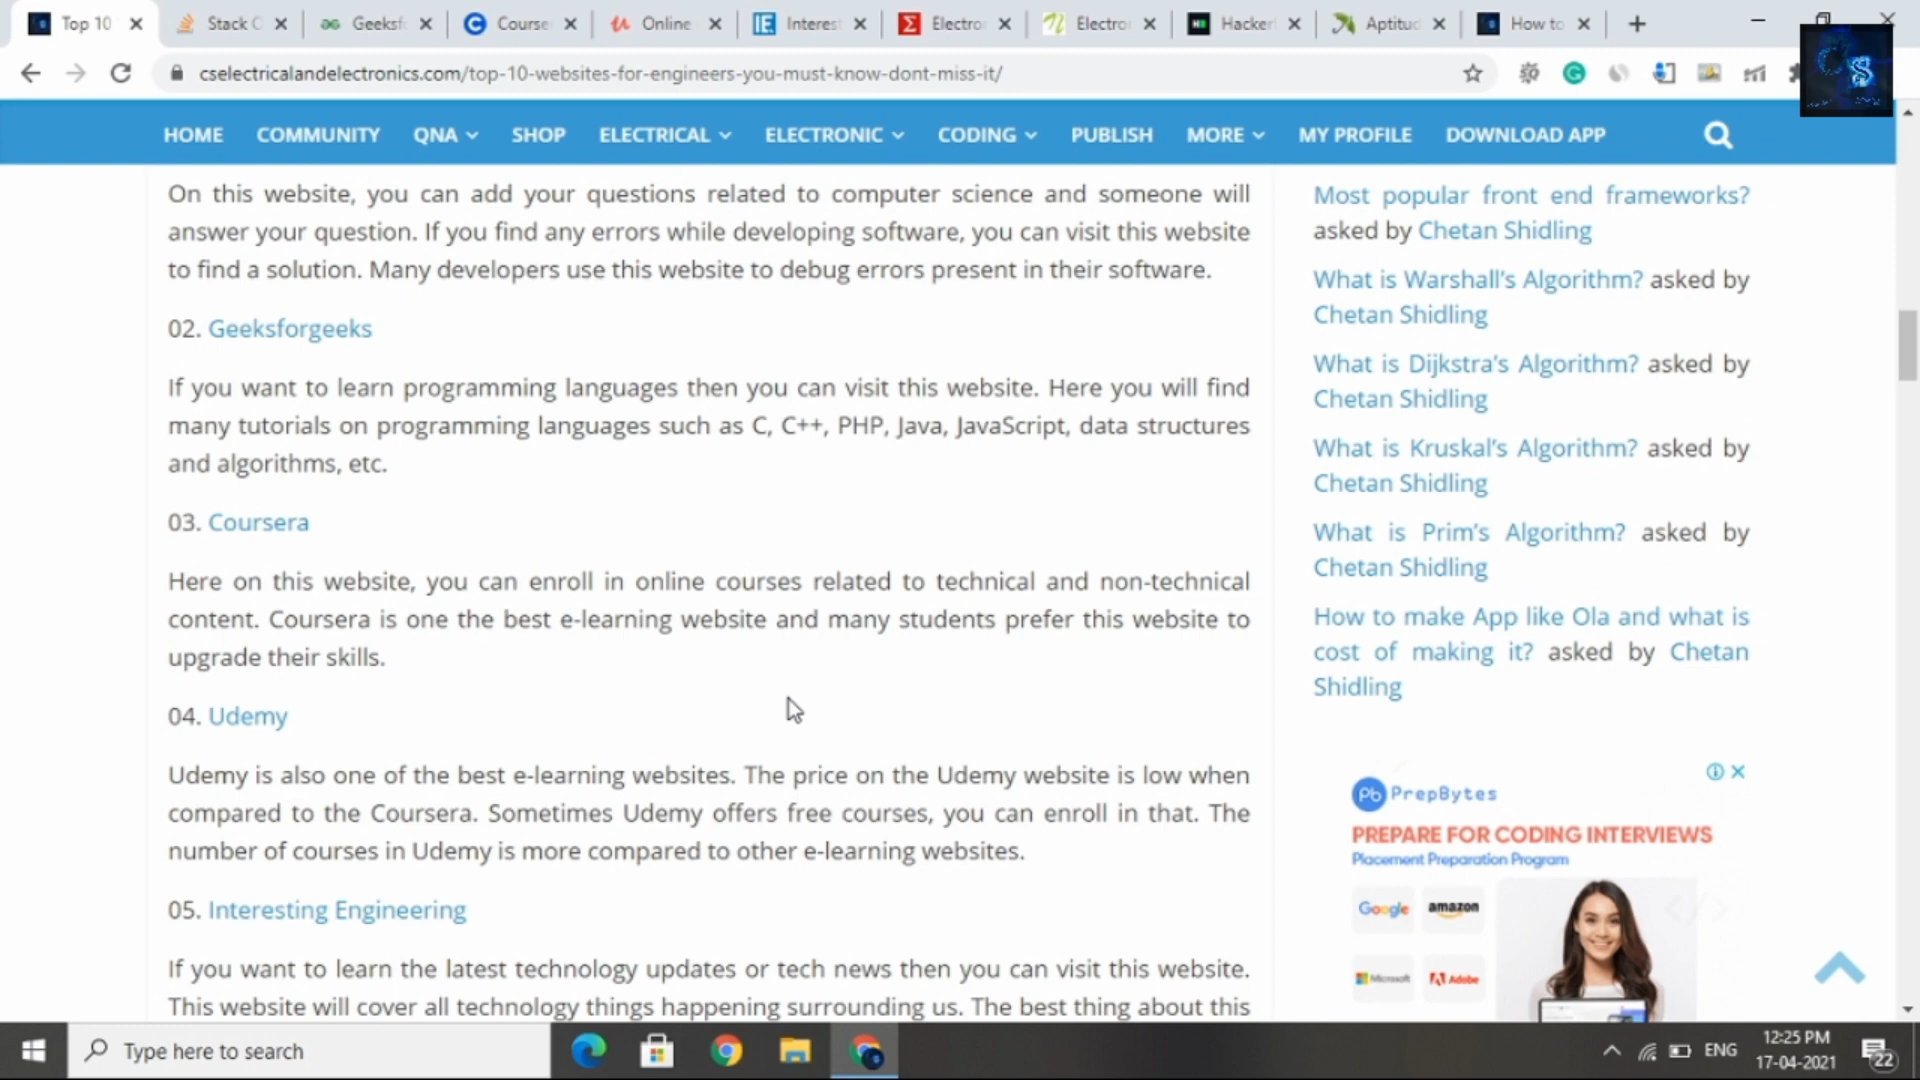 Top 10
Stack O
Geeksf
Course
Online
Interes
Electro
Electro
Hacker
Aptitud
How to
cselectricalandelectronics.com/top-10-websites-for-engineers-you-must-know-dont-miss-it/
HOME COMMUNITY QNA SHOP ELECTRICAL ELECTRONIC CODING PUBLISH MORE MY PROFILE DOWNLOAD APP
On this website, you can add your questions related to computer science and someone will
answer your question. If you find any errors while developing software, you can visit this website
to find a solution. Many developers use this website to debug errors present in their software.
02. Geeksforgeeks
If you want to learn programming languages then you can visit this website. Here you will find
many tutorials on programming languages such as C, C++, PHP, Java, JavaScript, data structures
and algorithms, etc.
03. Coursera
Here on this website, you can enroll in online courses related to technical and non-technical
content. Coursera is one the best e-learning website and many students prefer this website to
upgrade their skills.
04. Udemy
Udemy is also one of the best e-learning websites. The price on the Udemy website is low when
compared to the Coursera. Sometimes Udemy offers free courses, you can enroll in that. The
number of courses in Udemy is more compared to other e-learning websites.
05. Interesting Engineering
If you want to learn the latest technology updates or tech news then you can visit this website.
This website will cover all technology things happening surrounding us. The best thing about this
Most popular front end frameworks?
asked by Chetan Shidling
What is Warshall's Algorithm? asked by
Chetan Shidling
What is Dijkstra's Algorithm? asked by
Chetan Shidling
What is Kruskal's Algorithm? asked by
Chetan Shidling
What is Prim's Algorithm? asked by
Chetan Shidling
How to make App like Ola and what is
cost of making it? asked by Chetan
Shidling
Pb PrepBytes
PREPARE FOR CODING INTERVIEWS
Placement Preparation Program
Google amazon
Microsoft Adobe
Type here to search
ENG
12:25 PM
17-04-2021
22